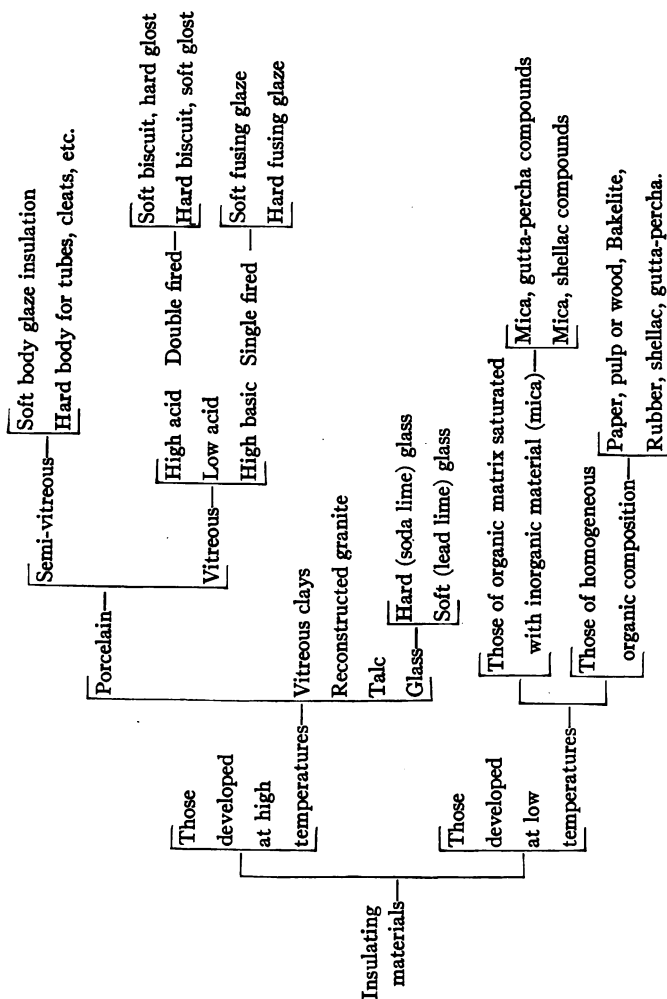 Insulating
materials
Those
developed
at high
temperatures
Porcelain
Semi-vitreous
Soft body glaze insulation
Hard body for tubes, cleats, etc.
Vitreous
High acid
Low acid
High basic
Double fired
Soft biscuit, hard glost
Hard biscuit, soft glost
Single fired
Soft fusing glaze
Hard fusing glaze
Vitreous clays
Reconstructed granite
Talc
Glass
Hard (soda lime) glass
Soft (lead lime) glass
Those
developed
at low
temperatures
Those of organic matrix saturated
with inorganic material (mica)
Mica, gutta-percha compounds
Mica, shellac compounds
Those of homogeneous
organic composition
Paper, pulp or wood, Bakelite,
Rubber, shellac, gutta-percha.